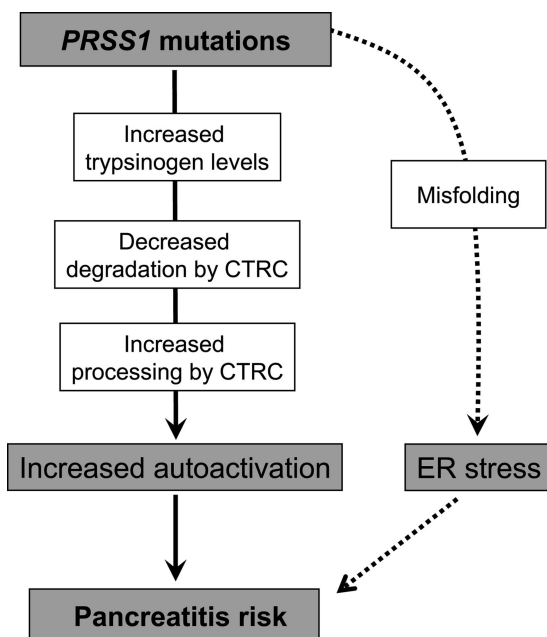 PRSS1 mutations
Increased
trypsinogen levels
Misfolding
Decreased
degradation by CTRC
Increased
processing by CTRC
Increased autoactivation
ER stress
Pancreatitis risk